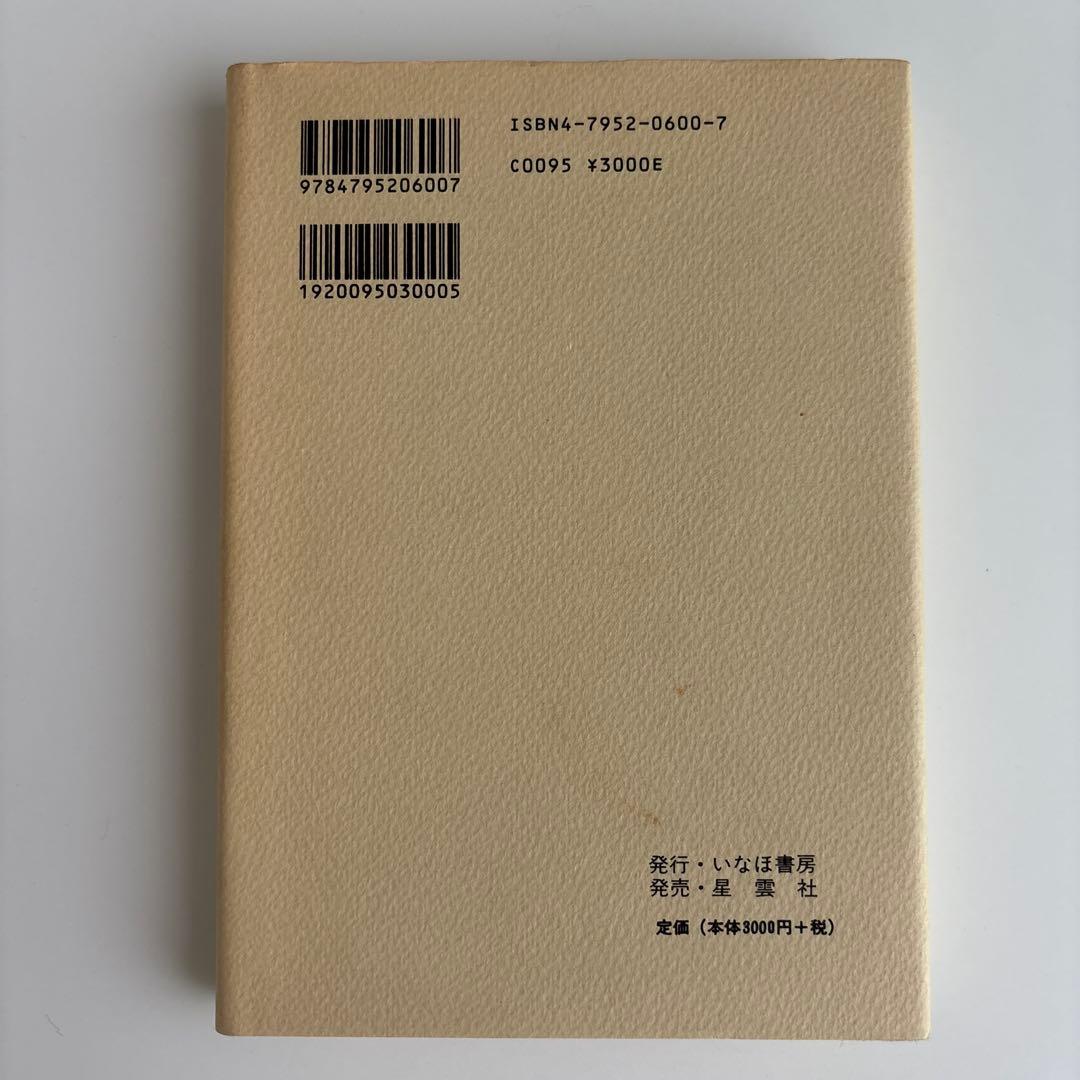 ISBN4-7952-0600-7
C0095 ¥3000E
9784795206007
1920095030005
発行・いなほ書房
発売・星　雲　社
定価（本体3000円＋税）